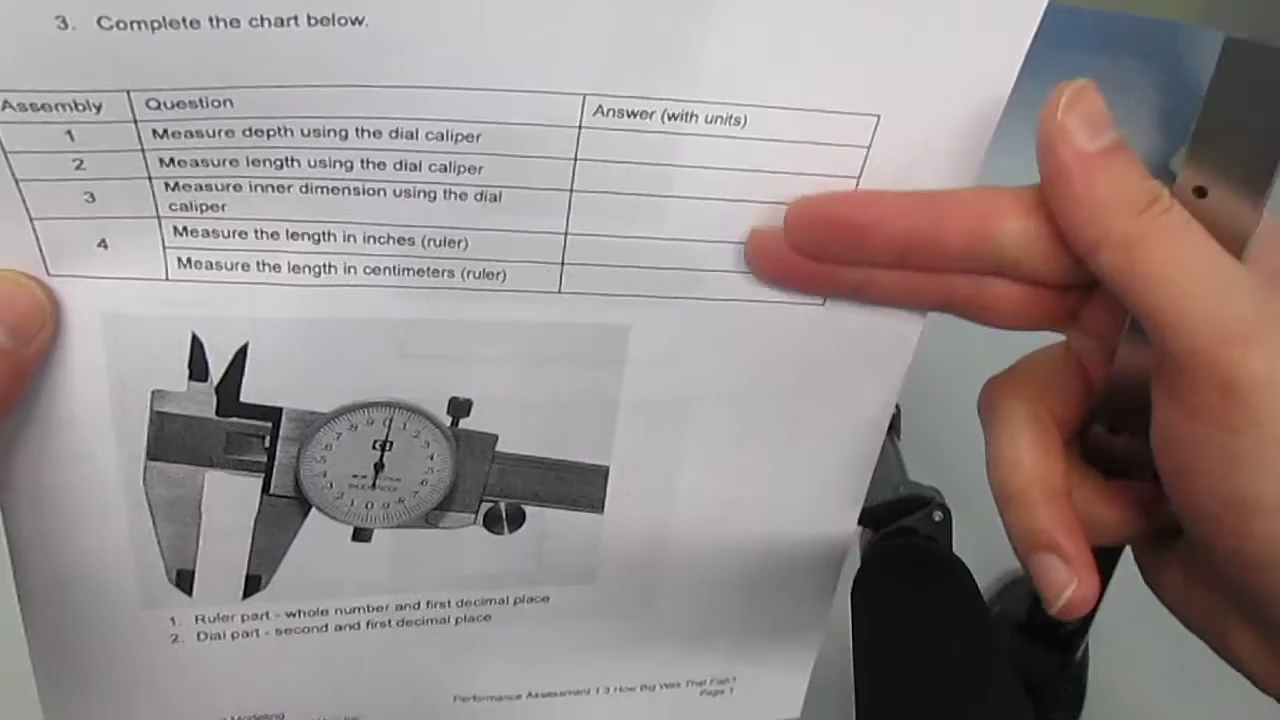 3. Complete the chart below.
Assembly Question Answer (with units)
1 Measure depth using the dial caliper
2 Measure length using the dial caliper
3 Measure inner dimension using the dial
caliper
4 Measure the length in inches (ruler)
Measure the length in centimeters (ruler)
1. Ruler part - whole number and first decimal place
2. Dial part - second and first decimal place
Performance Assessment 1.3 How Big Was That Fish?
Page 1
Modeling